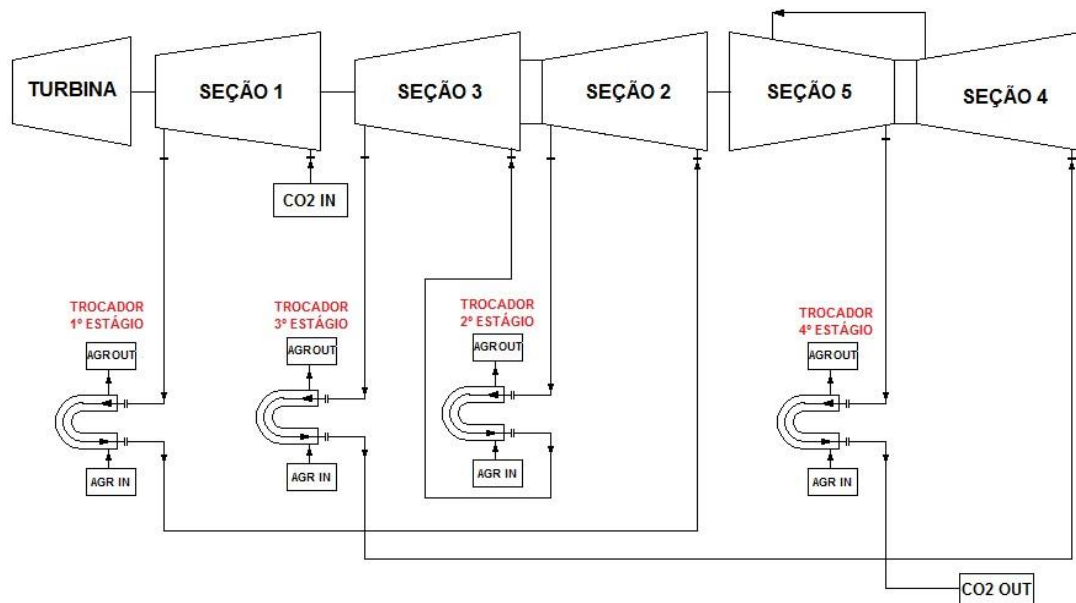 TURBINA
SEÇÃO 1
SEÇÃO 3
SEÇÃO 2
SEÇÃO 5
SEÇÃO 4
CO2 IN
TROCADOR
1º ESTÁGIO
TROCADOR
3º ESTÁGIO
TROCADOR
2º ESTÁGIO
TROCADOR
4º ESTÁGIO
AGR OUT
AGR OUT
AGR OUT
AGR OUT
AGR IN
AGR IN
AGR IN
AGR IN
CO2 OUT